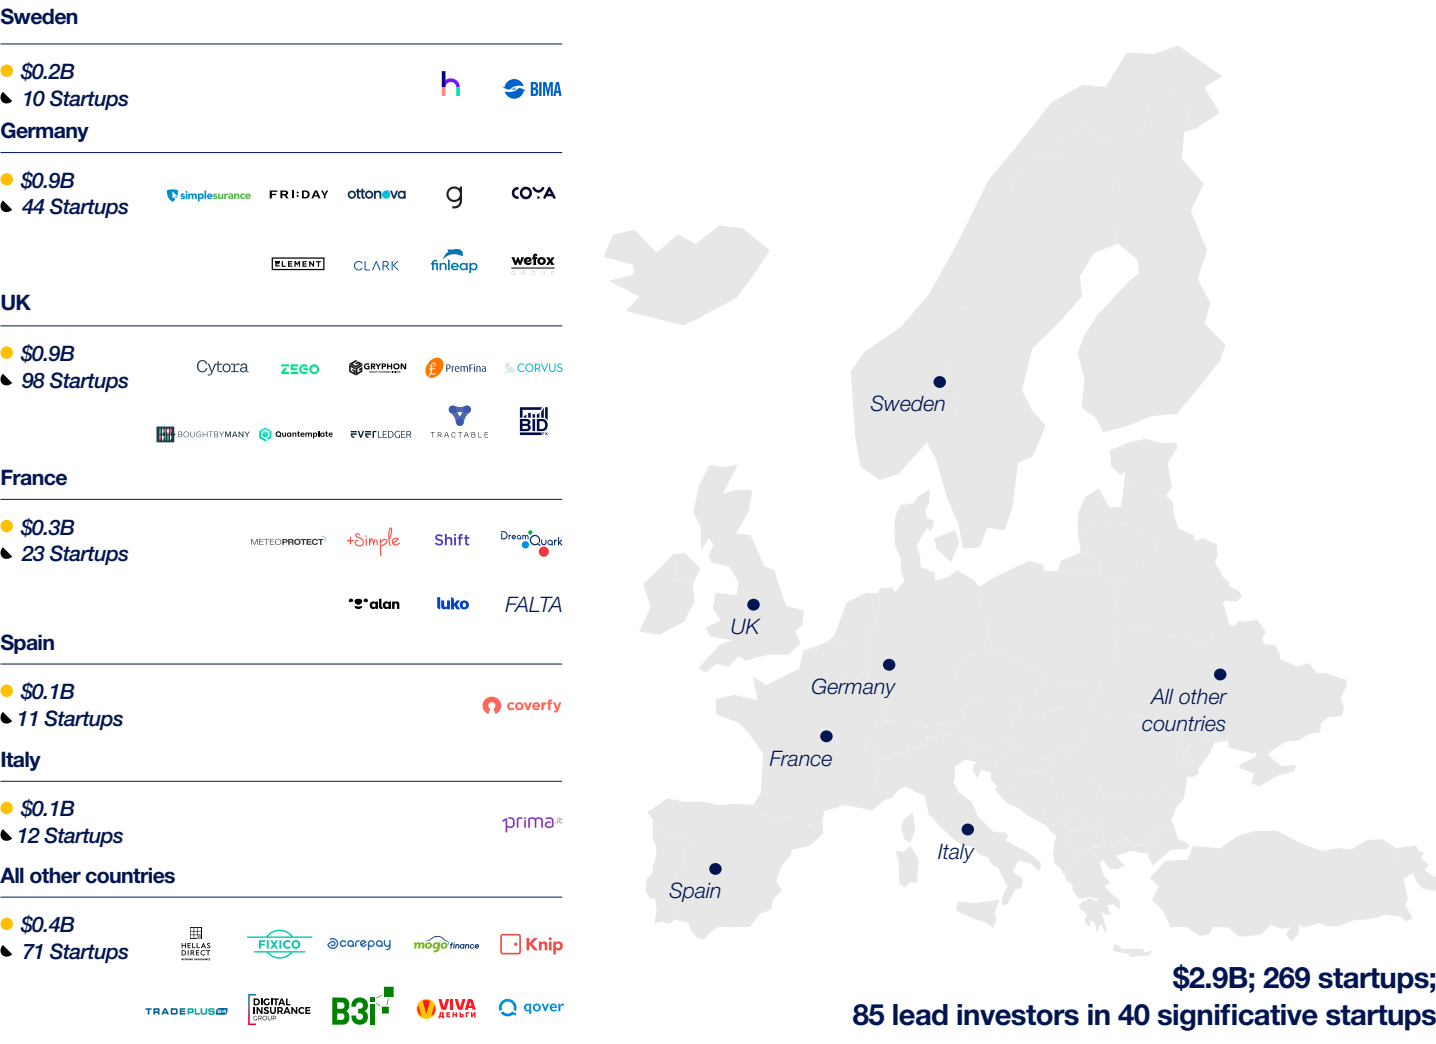 Sweden
$0.2B
10 Startups
h
BIMA
Germany
$0.9B
44 Startups
simplesurance
FRI:DAY
ottonova
g
COYA
ELEMENT
CLARK
finleap
wefox
GROUP
UK
$0.9B
98 Startups
Cytora
ZEGO
GRYPHON
PremFina
CORVUS
BOUGHTBYMANY
Quantemplate
EVERLEDGER
TRACTABLE
BID
France
$0.3B
23 Startups
METEOPROTECT
+Simple
Shift
DreamQuark
alan
luko
FALTA
Spain
$0.1B
11 Startups
coverfy
Italy
$0.1B
12 Startups
prima.it
All other countries
$0.4B
71 Startups
HELLAS
DIRECT
FIXICO
carepay
mogo finance
Knip
TRADEPLUS
DIGITAL
INSURANCE
GROUP
B3i
VIVA
ДЕНЬГИ
qover
Sweden
UK
Germany
France
All other
countries
Italy
Spain
$2.9B; 269 startups;
85 lead investors in 40 significative startups